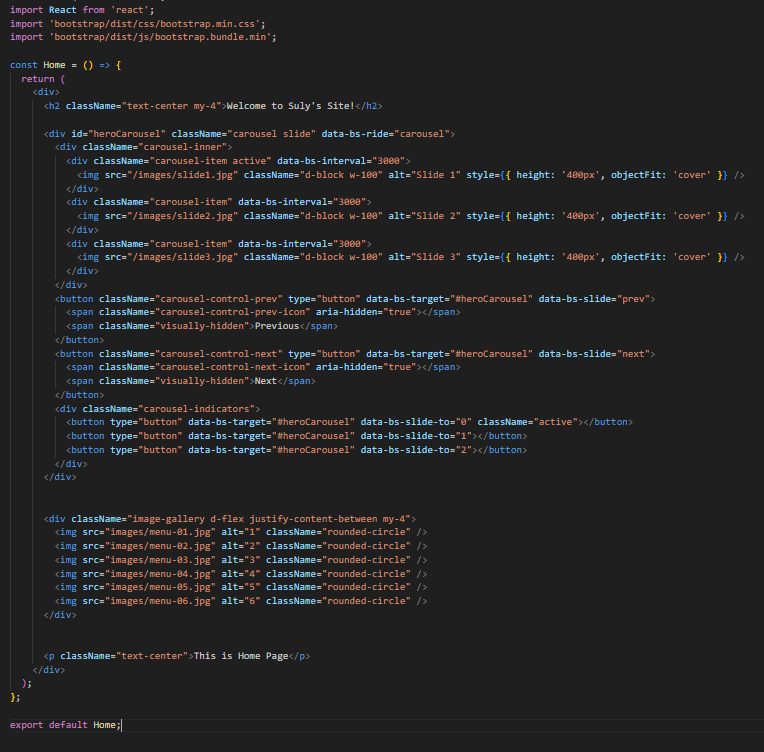 import React from 'react';
import 'bootstrap/dist/css/bootstrap.min.css';
import 'bootstrap/dist/js/bootstrap.bundle.min';

const Home = () => {
  return (
    <div>
      <h2 className="text-center my-4">Welcome to Suly's Site!</h2>

      <div id="heroCarousel" className="carousel slide" data-bs-ride="carousel">
        <div className="carousel-inner">
          <div className="carousel-item active" data-bs-interval="3000">
            <img src="/images/slide1.jpg" className="d-block w-100" alt="Slide 1" style={{ height: '400px', objectFit: 'cover' }} />
          </div>
          <div className="carousel-item" data-bs-interval="3000">
            <img src="/images/slide2.jpg" className="d-block w-100" alt="Slide 2" style={{ height: '400px', objectFit: 'cover' }} />
          </div>
          <div className="carousel-item" data-bs-interval="3000">
            <img src="/images/slide3.jpg" className="d-block w-100" alt="Slide 3" style={{ height: '400px', objectFit: 'cover' }} />
          </div>
        </div>
        <button className="carousel-control-prev" type="button" data-bs-target="#heroCarousel" data-bs-slide="prev">
          <span className="carousel-control-prev-icon" aria-hidden="true"></span>
          <span className="visually-hidden">Previous</span>
        </button>
        <button className="carousel-control-next" type="button" data-bs-target="#heroCarousel" data-bs-slide="next">
          <span className="carousel-control-next-icon" aria-hidden="true"></span>
          <span className="visually-hidden">Next</span>
        </button>
        <div className="carousel-indicators">
          <button type="button" data-bs-target="#heroCarousel" data-bs-slide-to="0" className="active"></button>
          <button type="button" data-bs-target="#heroCarousel" data-bs-slide-to="1"></button>
          <button type="button" data-bs-target="#heroCarousel" data-bs-slide-to="2"></button>
        </div>
      </div>

      <div className="image-gallery d-flex justify-content-between my-4">
        <img src="images/menu-01.jpg" alt="1" className="rounded-circle" />
        <img src="images/menu-02.jpg" alt="2" className="rounded-circle" />
        <img src="images/menu-03.jpg" alt="3" className="rounded-circle" />
        <img src="images/menu-04.jpg" alt="4" className="rounded-circle" />
        <img src="images/menu-05.jpg" alt="5" className="rounded-circle" />
        <img src="images/menu-06.jpg" alt="6" className="rounded-circle" />
      </div>

      <p className="text-center">This is Home Page</p>
    </div>
  );
};

export default Home;